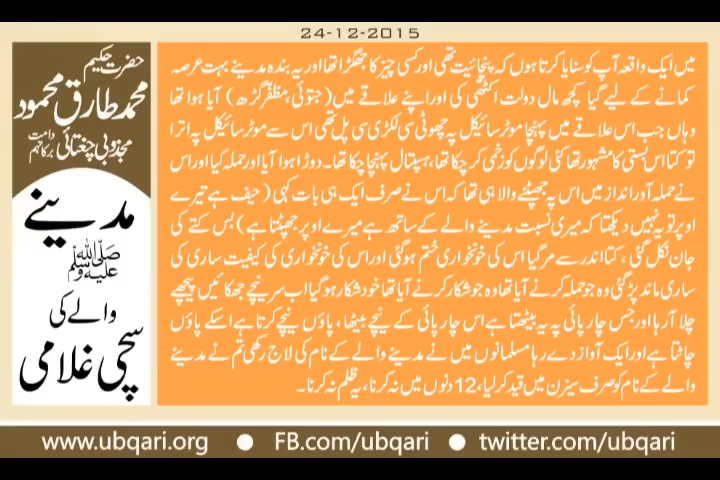 24-12-2015
حضرت حکیم
محمد طارق محمود
مجذوبی چغتائی دامت برکاتہم
مدینے
صلی اللہ علیہ وسلم
والے کی
سچی غلامی
میں ایک واقعہ آپ کو سنایا کرتا ہوں کہ پنچائیت تھی اور کسی چیز کا جھگڑا تھا اور یہ بندہ مدینے بہت عرصہ
کمانے کے لیے گیا کچھ مال دولت اکٹھی کی اور اپنے علاقے میں (جتوئی، مظفر گڑھ) آیا ہوا تھا
وہاں جب اس علاقے میں پہنچا موٹر سائیکل پہ چھوٹی سی لکڑی سی پل تھی اس سے موٹر سائیکل پہ اترا
تو کتا اس بستی کا مشہور تھا کئی لوگوں کو زخمی کر چکا تھا، ہسپتال پہنچا چکا تھا۔ دوڑا ہوا آیا اور حملہ کیا اور اس
نے حملہ آور انداز میں اس پہ جھپٹنے والا ہی تھا کہ اس نے صرف ایک ہی بات کہی (حیف ہے تیرے
اوپر تو یہ نہیں دیکھتا کہ میری نسبت مدینے والے کے ساتھ ہے میرے اوپر جھپٹتا ہے) بس کتے کی
جان نکل گئی، کتا اندر سے مر گیا اس کی خونخواری ختم ہو گئی اور اس کی خونخواری کی کیفیت ساری کی
ساری ماند پڑ گئی وہ جو حملہ کرنے آیا تھا وہ جو شکار کرنے آیا تھا خود شکار ہو گیا اب سر نیچے جھکائیں پیچھے
چلا آ رہا اور جس چار پائی پہ یہ بیٹھتا ہے اس چار پائی کے نیچے بیٹھا، پاؤں نیچے کرتا ہے اسکے پاؤں
چاٹتا ہے اور ایک آواز دے رہا مسلمانوں میں نے مدینے والے کے نام کی لاج رکھی تم نے مدینے
والے کے نام کو صرف سیزن میں قید کر لیا، 12 دنوں میں نہ کرنا، یہ ظلم نہ کرنا۔
www.ubqari.org ● FB.com/ubqari ● twitter.com/ubqari